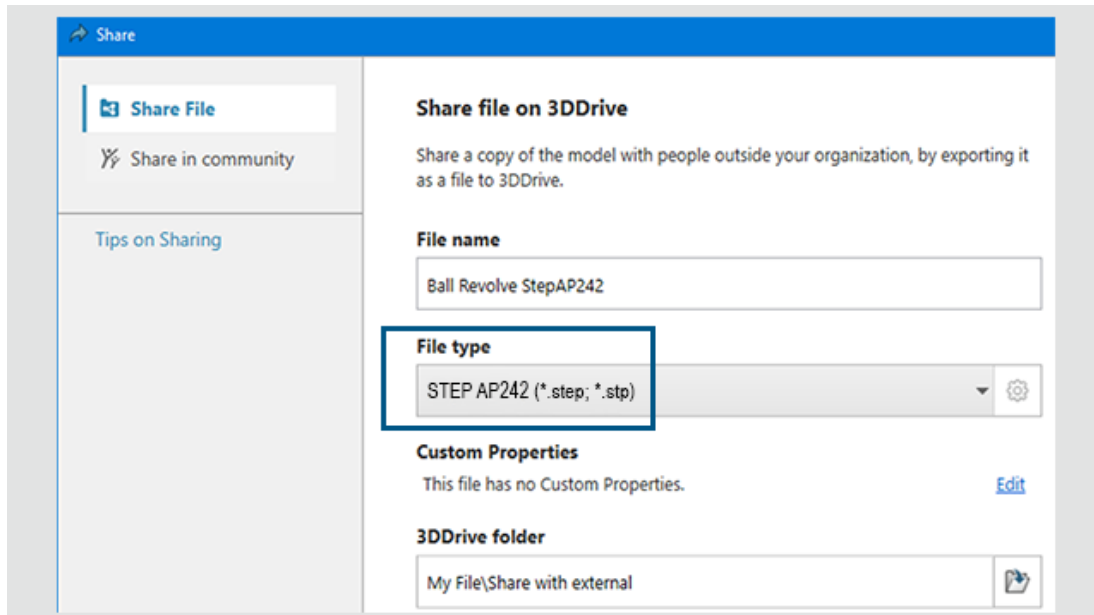 Share
Share File
Share in community
Tips on Sharing
Share file on 3DDrive
Share a copy of the model with people outside your organization, by exporting it
as a file to 3DDrive.
File name
Ball Revolve StepAP242
File type
STEP AP242 (*.step; *.stp)
Custom Properties
This file has no Custom Properties.
Edit
3DDrive folder
My File\Share with external